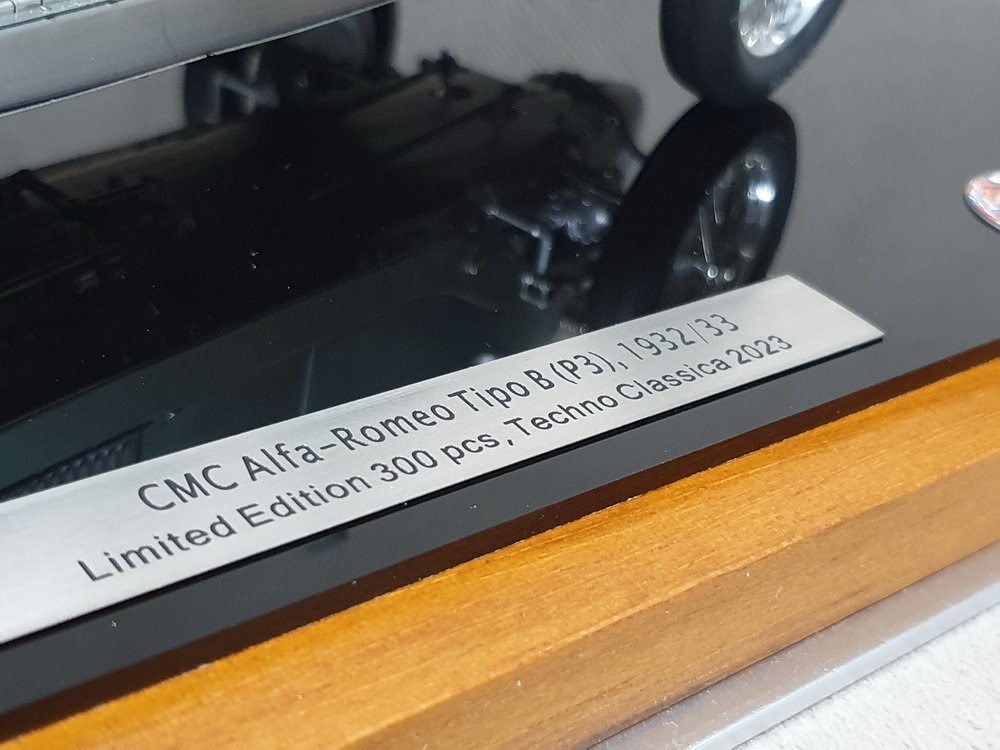 CMC Alfa-Romeo Tipo B (P3), 1932/33
Limited Edition 300 pcs, Techno Classica 2023